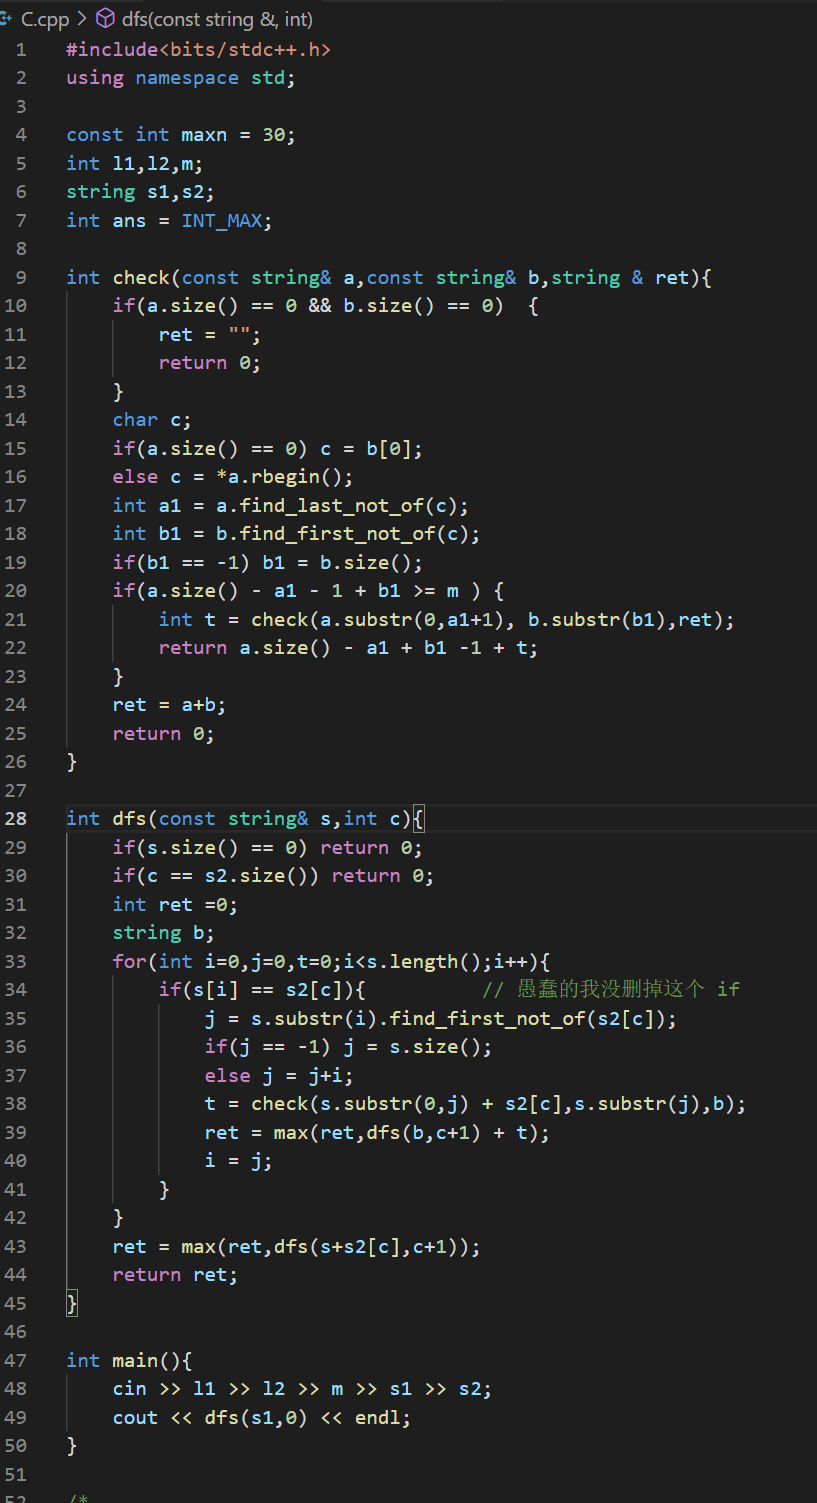 C.cpp > dfs(const string &, int)
1 #include<bits/stdc++.h>
2 using namespace std;
3
4 const int maxn = 30;
5 int l1,l2,m;
6 string s1,s2;
7 int ans = INT_MAX;
8
9 int check(const string& a,const string& b,string & ret){
10 if(a.size() == 0 && b.size() == 0)  {
11 ret = "";
12 return 0;
13 }
14 char c;
15 if(a.size() == 0) c = b[0];
16 else c = *a.rbegin();
17 int a1 = a.find_last_not_of(c);
18 int b1 = b.find_first_not_of(c);
19 if(b1 == -1) b1 = b.size();
20 if(a.size() - a1 - 1 + b1 >= m ) {
21 int t = check(a.substr(0,a1+1), b.substr(b1),ret);
22 return a.size() - a1 + b1 -1 + t;
23 }
24 ret = a+b;
25 return 0;
26 }
27
28 int dfs(const string& s,int c){
29 if(s.size() == 0) return 0;
30 if(c == s2.size()) return 0;
31 int ret =0;
32 string b;
33 for(int i=0,j=0,t=0;i<s.length();i++){
34 if(s[i] == s2[c]){ // 愚蠢的我没删掉这个 if
35 j = s.substr(i).find_first_not_of(s2[c]);
36 if(j == -1) j = s.size();
37 else j = j+i;
38 t = check(s.substr(0,j) + s2[c],s.substr(j),b);
39 ret = max(ret,dfs(b,c+1) + t);
40 i = j;
41 }
42 }
43 ret = max(ret,dfs(s+s2[c],c+1));
44 return ret;
45 }
46
47 int main(){
48 cin >> l1 >> l2 >> m >> s1 >> s2;
49 cout << dfs(s1,0) << endl;
50 }
51
52 /*